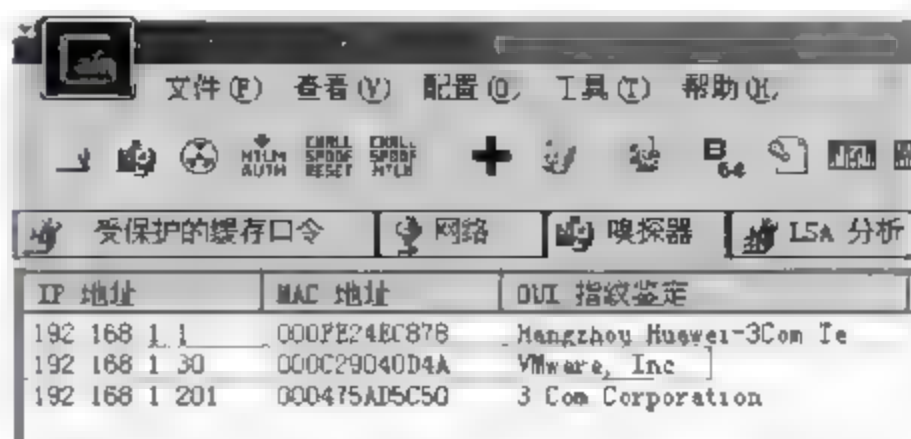 文件(F) 查看(V) 配置(O) 工具(T) 帮助(H)
NTLM AUTH CHALL SPOOF RESET CHALL SPOOF NTLM B 64
受保护的缓存口令 网络 嗅探器 LSA 分析
IP 地址 MAC 地址 OUI 指纹鉴定
192 168 1 1 000FE24EC878 Hangzhou Huawei-3Com Te
192 168 1 30 000C29040D4A VMware, Inc
192 168 1 201 000475AD5C50 3 Com Corporation